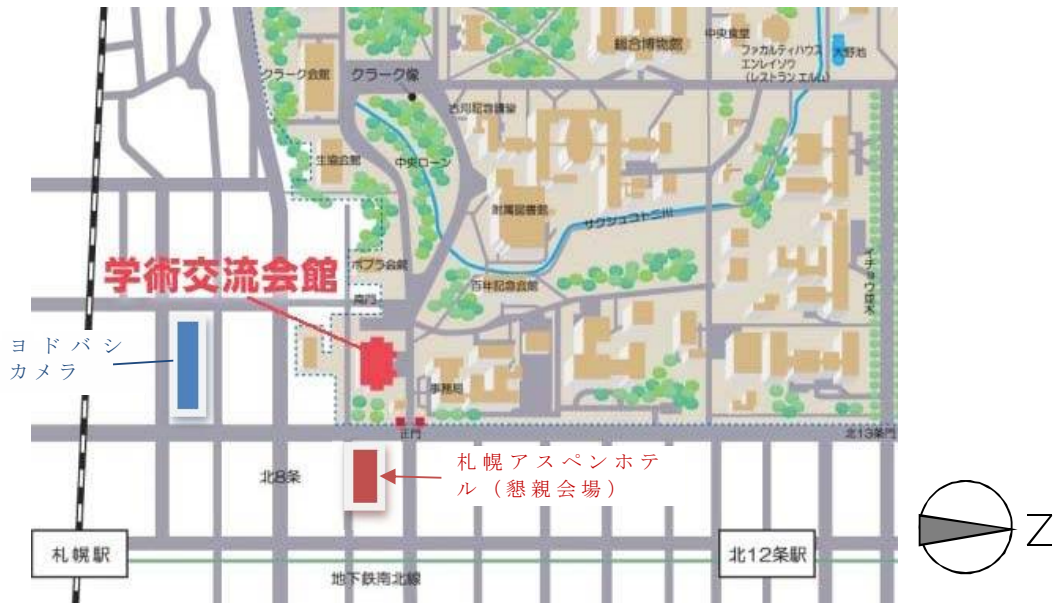 総合博物館
中央食堂
ファカルティハウス
エンレイソウ
(レストラン エルム)
大野池
クラーク会館
クラーク像
古河記念講堂
生協会館
中央ローン
附属図書館
サクシュコトニ川
ポプラ会館
百年記念会館
イチョウ並木
学術交流会館
南門
ヨドバシ
カメラ
事務局
正門
北13条門
北8条
札幌アスペンホテ
ル(懇親会場)
札幌駅
北12条駅
地下鉄南北線
Z